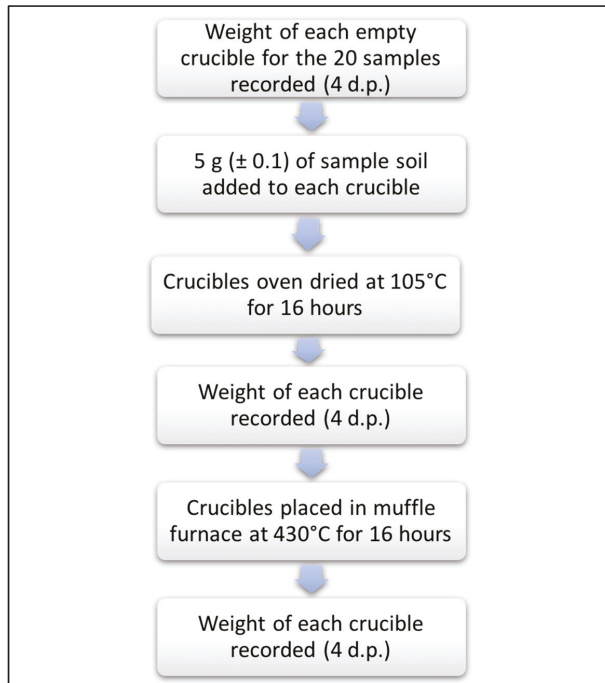 Weight of each empty
crucible for the 20 samples
recorded (4 d.p.)
5 g (± 0.1) of sample soil
added to each crucible
Crucibles oven dried at 105°C
for 16 hours
Weight of each crucible
recorded (4 d.p.)
Crucibles placed in muffle
furnace at 430°C for 16 hours
Weight of each crucible
recorded (4 d.p.)